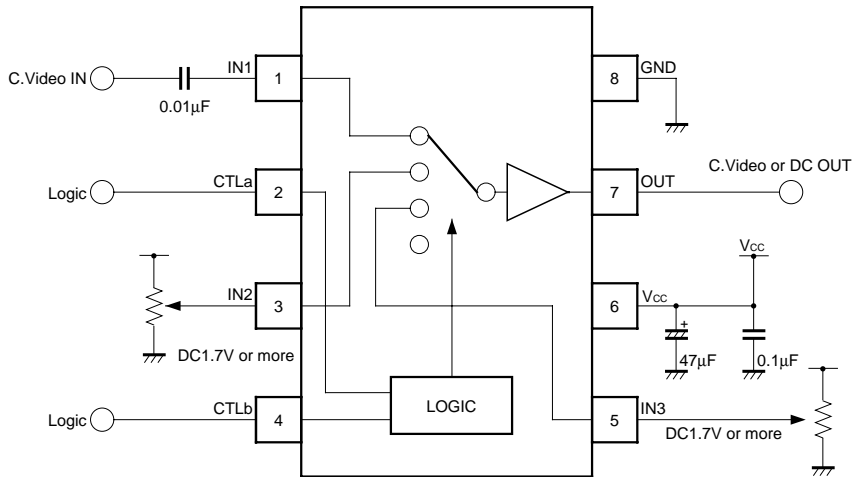 C.Video IN
0.01μF
IN1
1
8
GND
Logic
CTLa
2
7
OUT
C.Video or DC OUT
IN2
3
DC1.7V or more
6
VCC
VCC
+
47μF
0.1μF
Logic
CTLb
4
LOGIC
5
IN3
DC1.7V or more